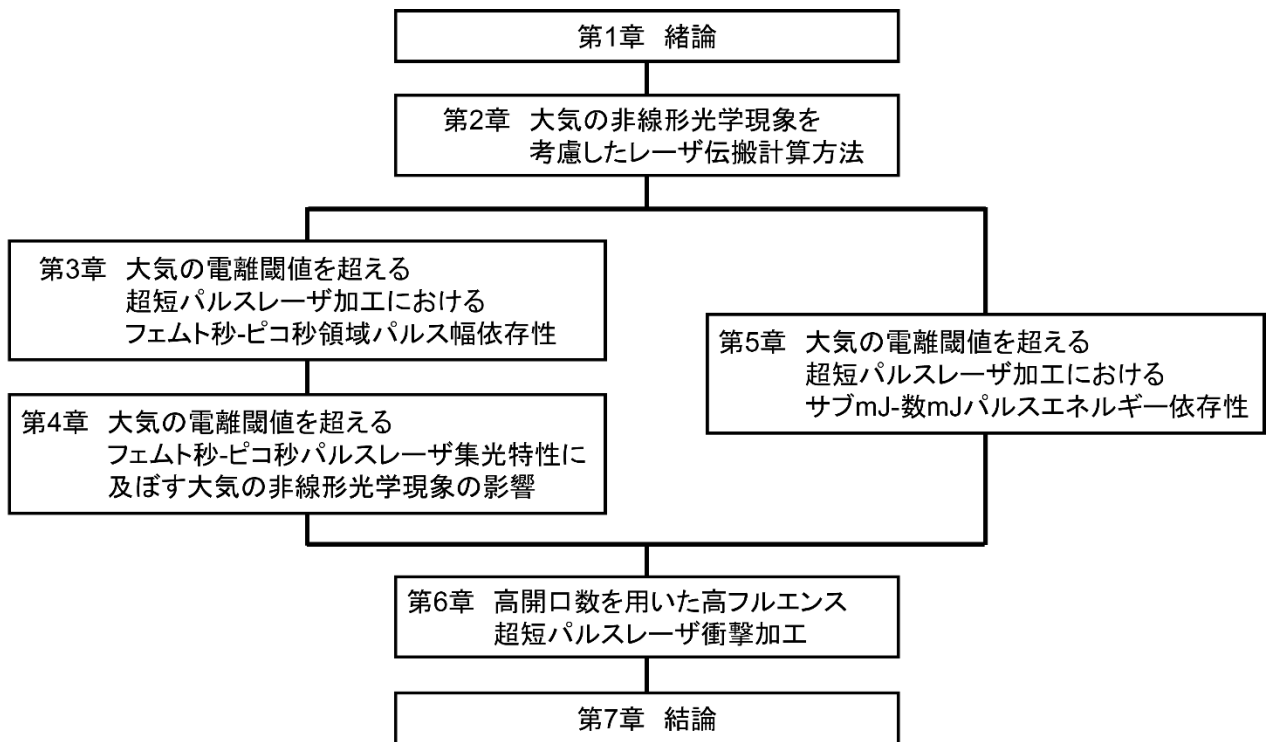 第1章 緒論
第2章 大気の非線形光学現象を
考慮したレーザ伝搬計算方法
第3章 大気の電離閾値を超える
超短パルスレーザ加工における
フェムト秒-ピコ秒領域パルス幅依存性
第4章 大気の電離閾値を超える
フェムト秒-ピコ秒パルスレーザ集光特性に
及ぼす大気の非線形光学現象の影響
第5章 大気の電離閾値を超える
超短パルスレーザ加工における
サブmJ-数mJパルスエネルギー依存性
第6章 高開口数を用いた高フルエンス
超短パルスレーザ衝撃加工
第7章 結論